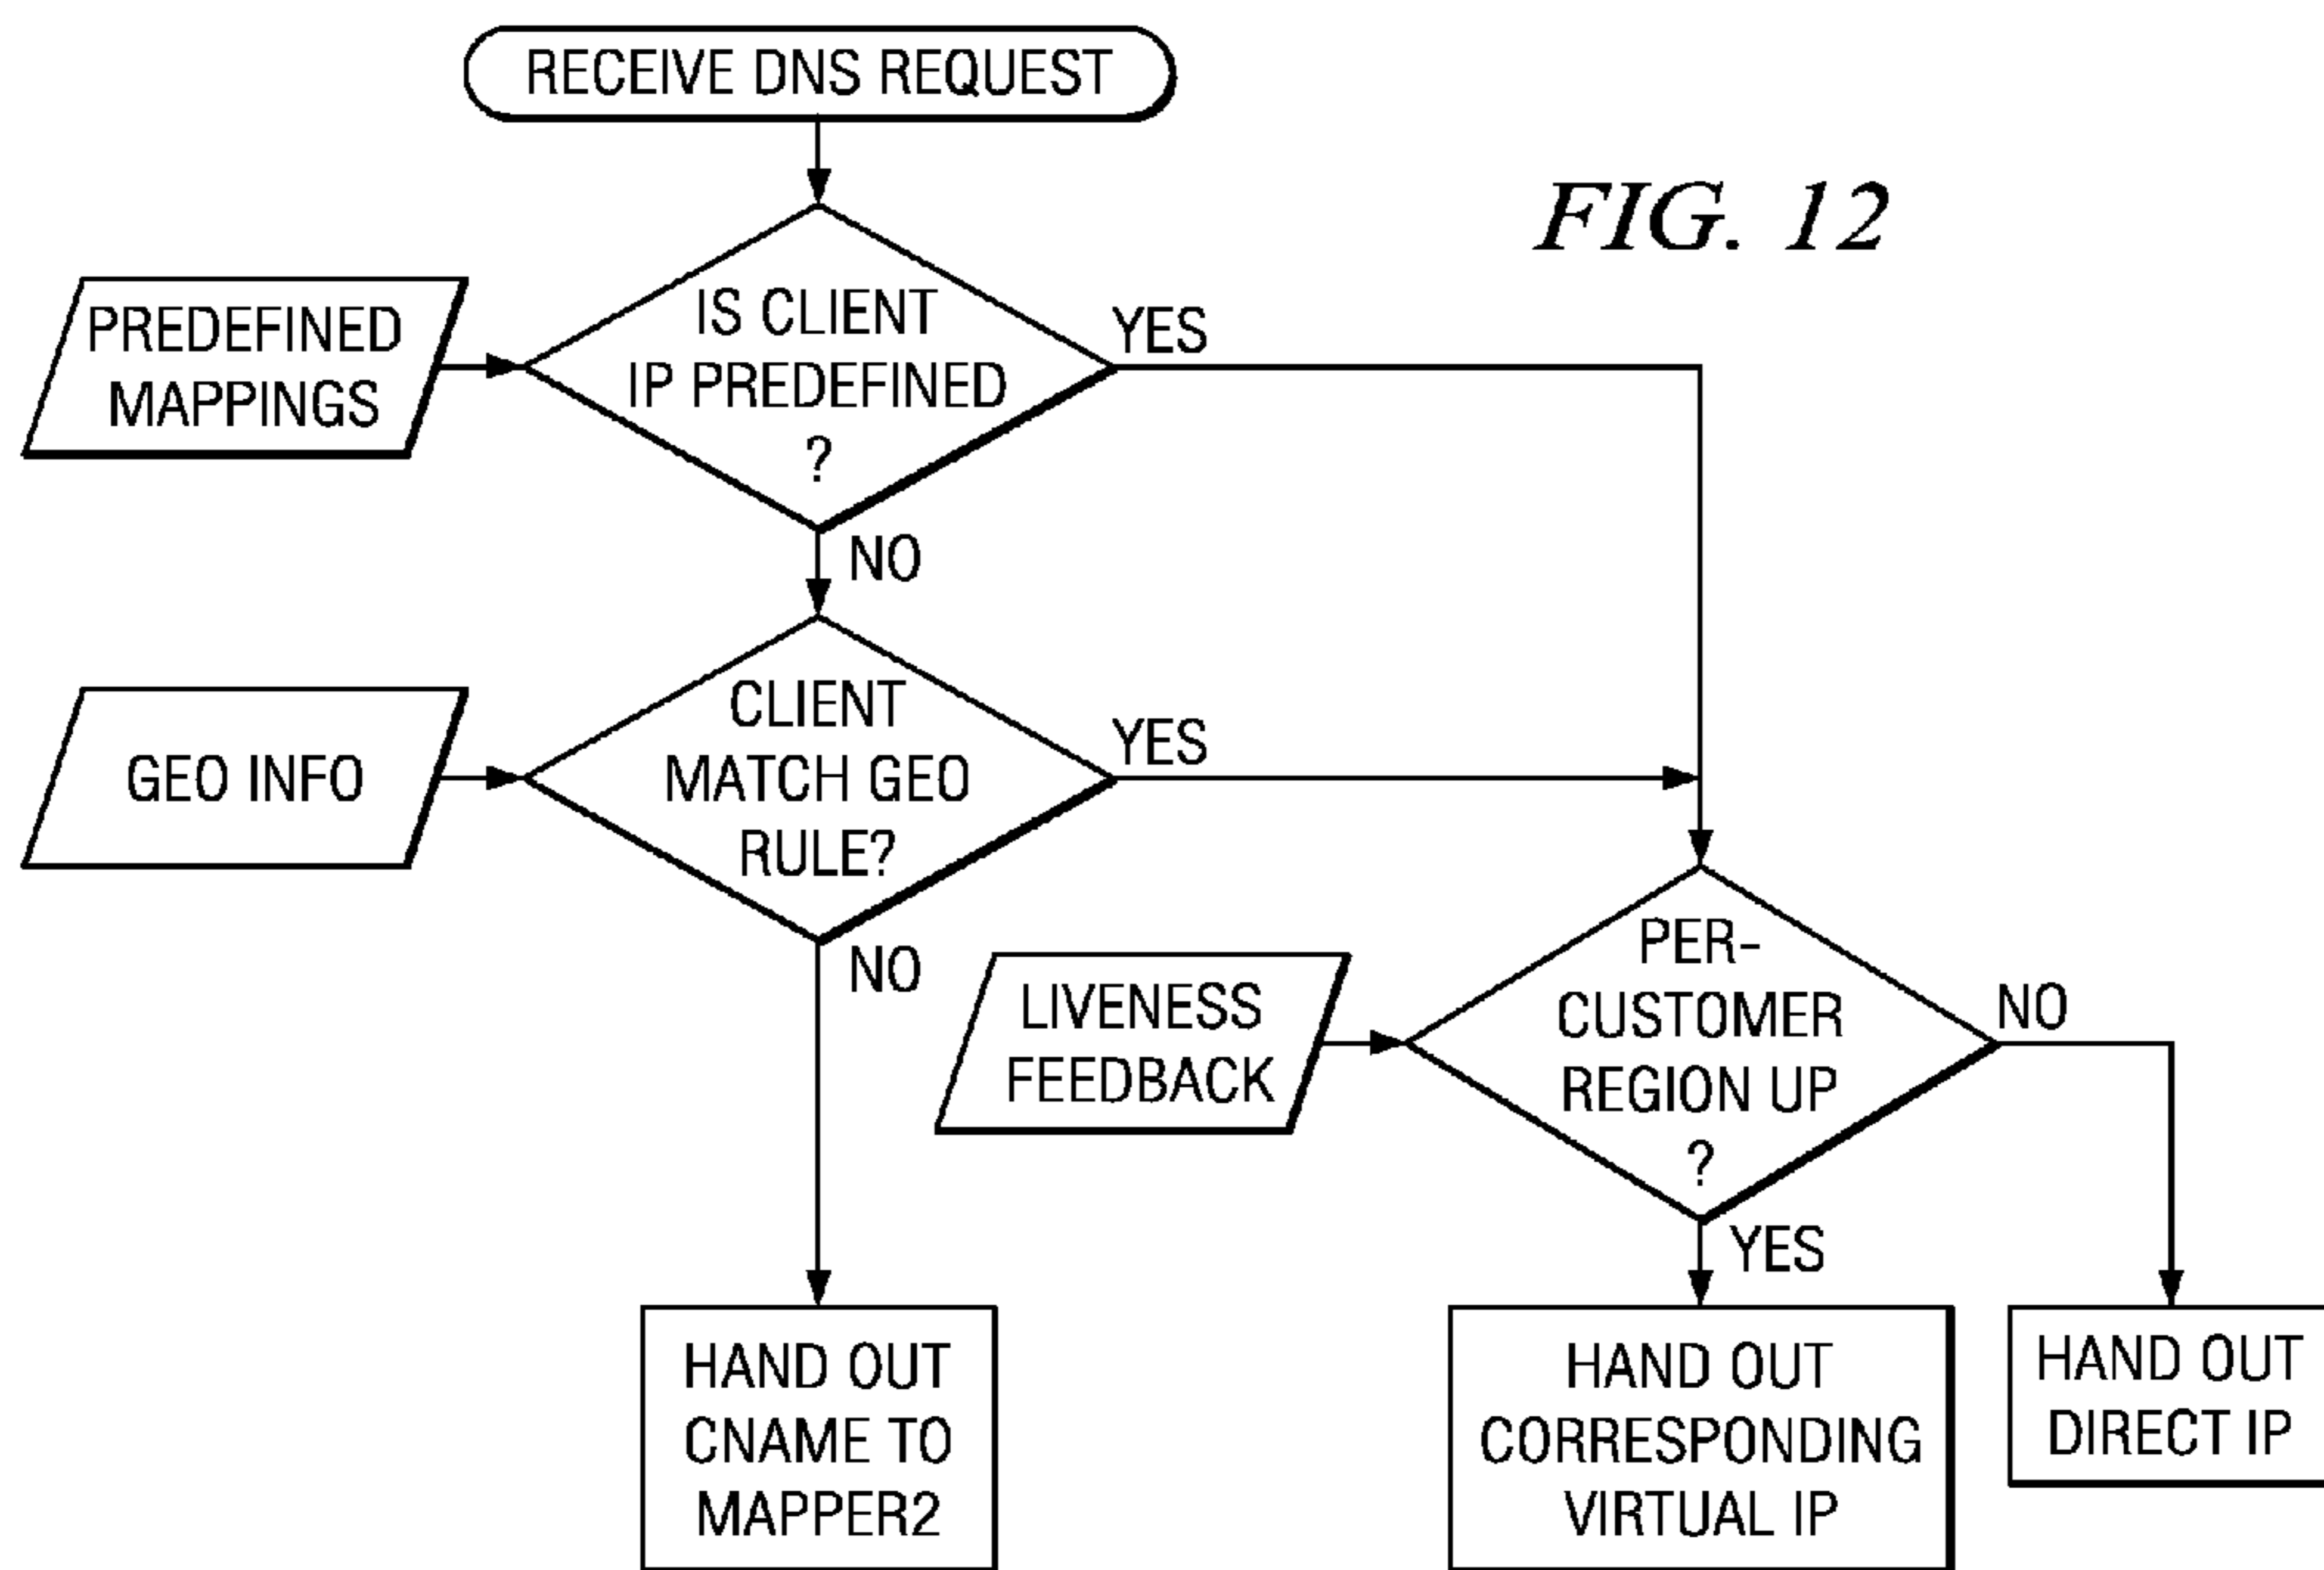 RECEIVE DNS REQUEST
FIG. 12
PREDEFINED
MAPPINGS
IS CLIENT
IP PREDEFINED
?
YES
NO
GEO INFO
CLIENT
MATCH GEO
RULE?
YES
NO
LIVENESS
FEEDBACK
PER-
CUSTOMER
REGION UP
?
NO
YES
HAND OUT
CNAME TO
MAPPER2
HAND OUT
CORRESPONDING
VIRTUAL IP
HAND OUT
DIRECT IP